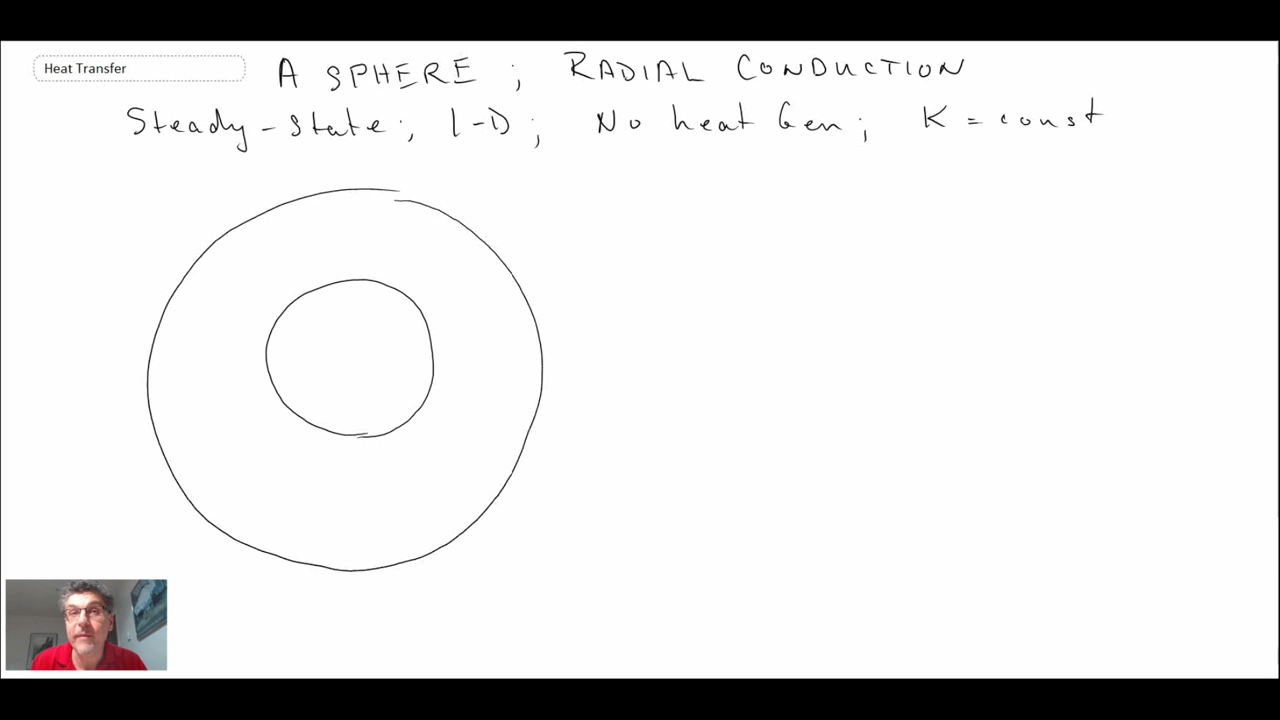 Heat Transfer
A SPHERE ; RADIAL CONDUCTION
Steady-State; 1-D; No heat Gen; K = const